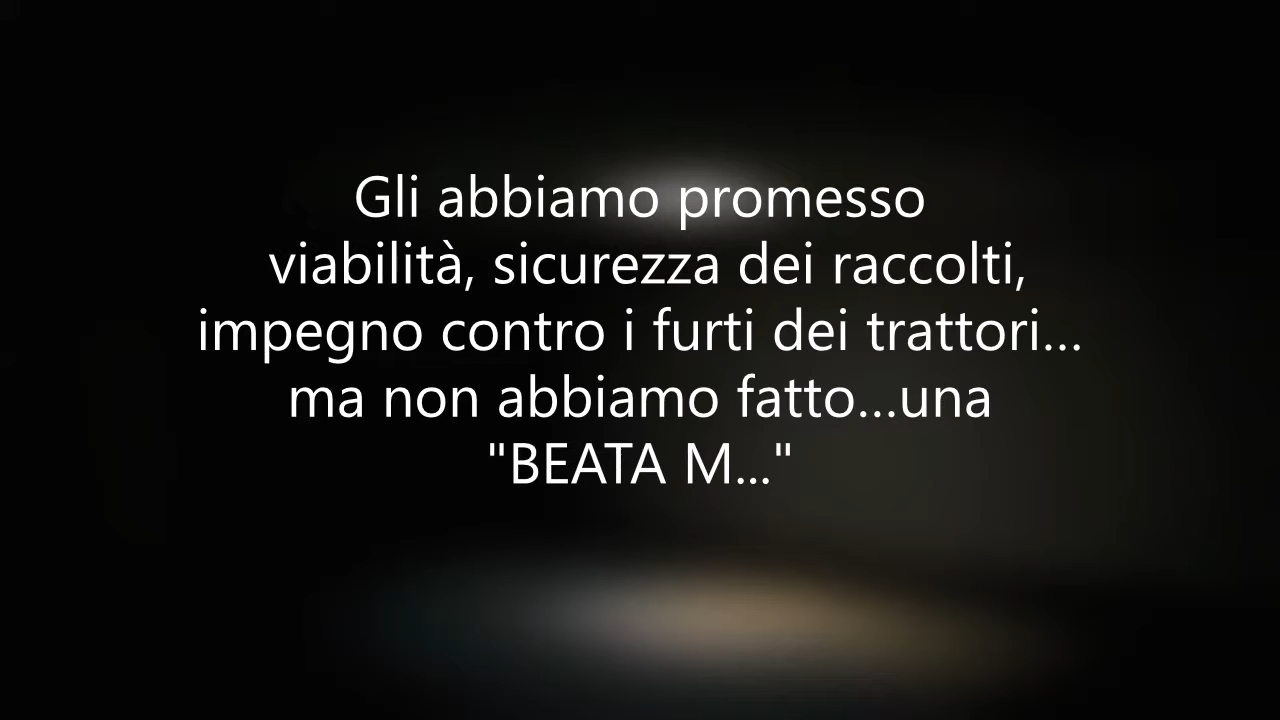 Gli abbiamo promesso
viabilità, sicurezza dei raccolti,
impegno contro i furti dei trattori...
ma non abbiamo fatto...una
"BEATA M..."